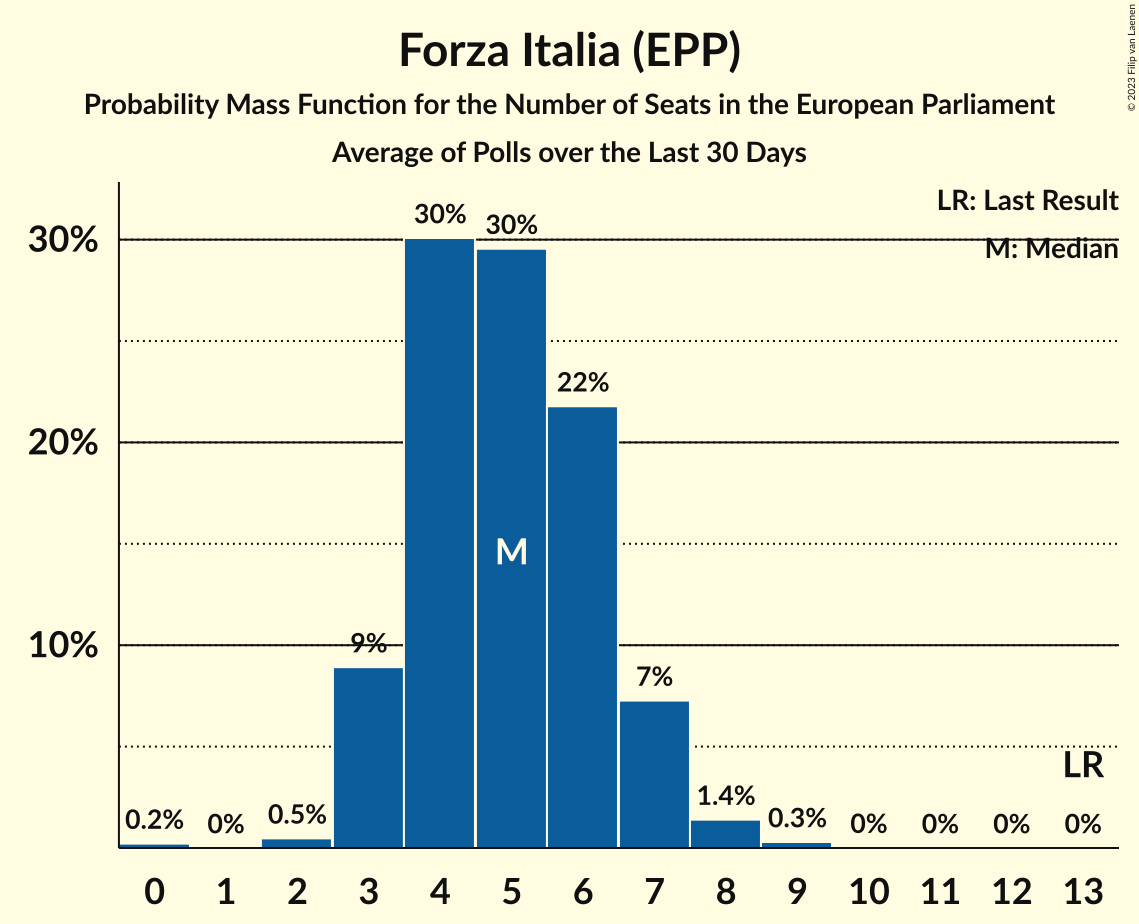 Forza Italia (EPP)
Probability Mass Function for the Number of Seats in the European Parliament
Average of Polls over the Last 30 Days
© 2023 Filip van Laenen
LR: Last Result
M: Median
30%
20%
10%
0.2%
0%
0.5%
9%
30%
30%
22%
7%
1.4%
0.3%
0%
0%
0%
0%
M
LR
0 1 2 3 4 5 6 7 8 9 10 11 12 13